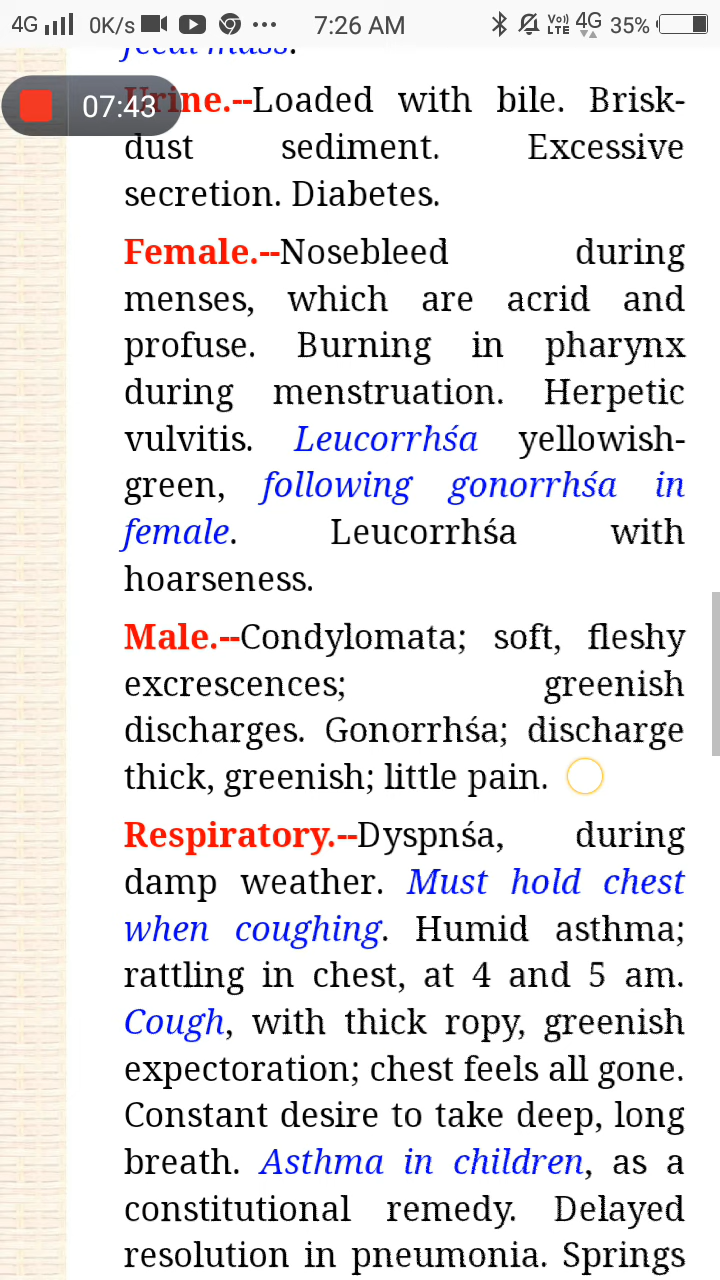 4G 0K/s ... 7:26 AM Vo)) LTE 4G 35%
fecal mass.
07:43
Urine.--Loaded with bile. Brisk-
dust sediment. Excessive
secretion. Diabetes.
Female.--Nosebleed during
menses, which are acrid and
profuse. Burning in pharynx
during menstruation. Herpetic
vulvitis. Leucorrhśa yellowish-
green, following gonorrhśa in
female. Leucorrhśa with
hoarseness.
Male.--Condylomata; soft, fleshy
excrescences; greenish
discharges. Gonorrhśa; discharge
thick, greenish; little pain.
Respiratory.--Dyspnśa, during
damp weather. Must hold chest
when coughing. Humid asthma;
rattling in chest, at 4 and 5 am.
Cough, with thick ropy, greenish
expectoration; chest feels all gone.
Constant desire to take deep, long
breath. Asthma in children, as a
constitutional remedy. Delayed
resolution in pneumonia. Springs